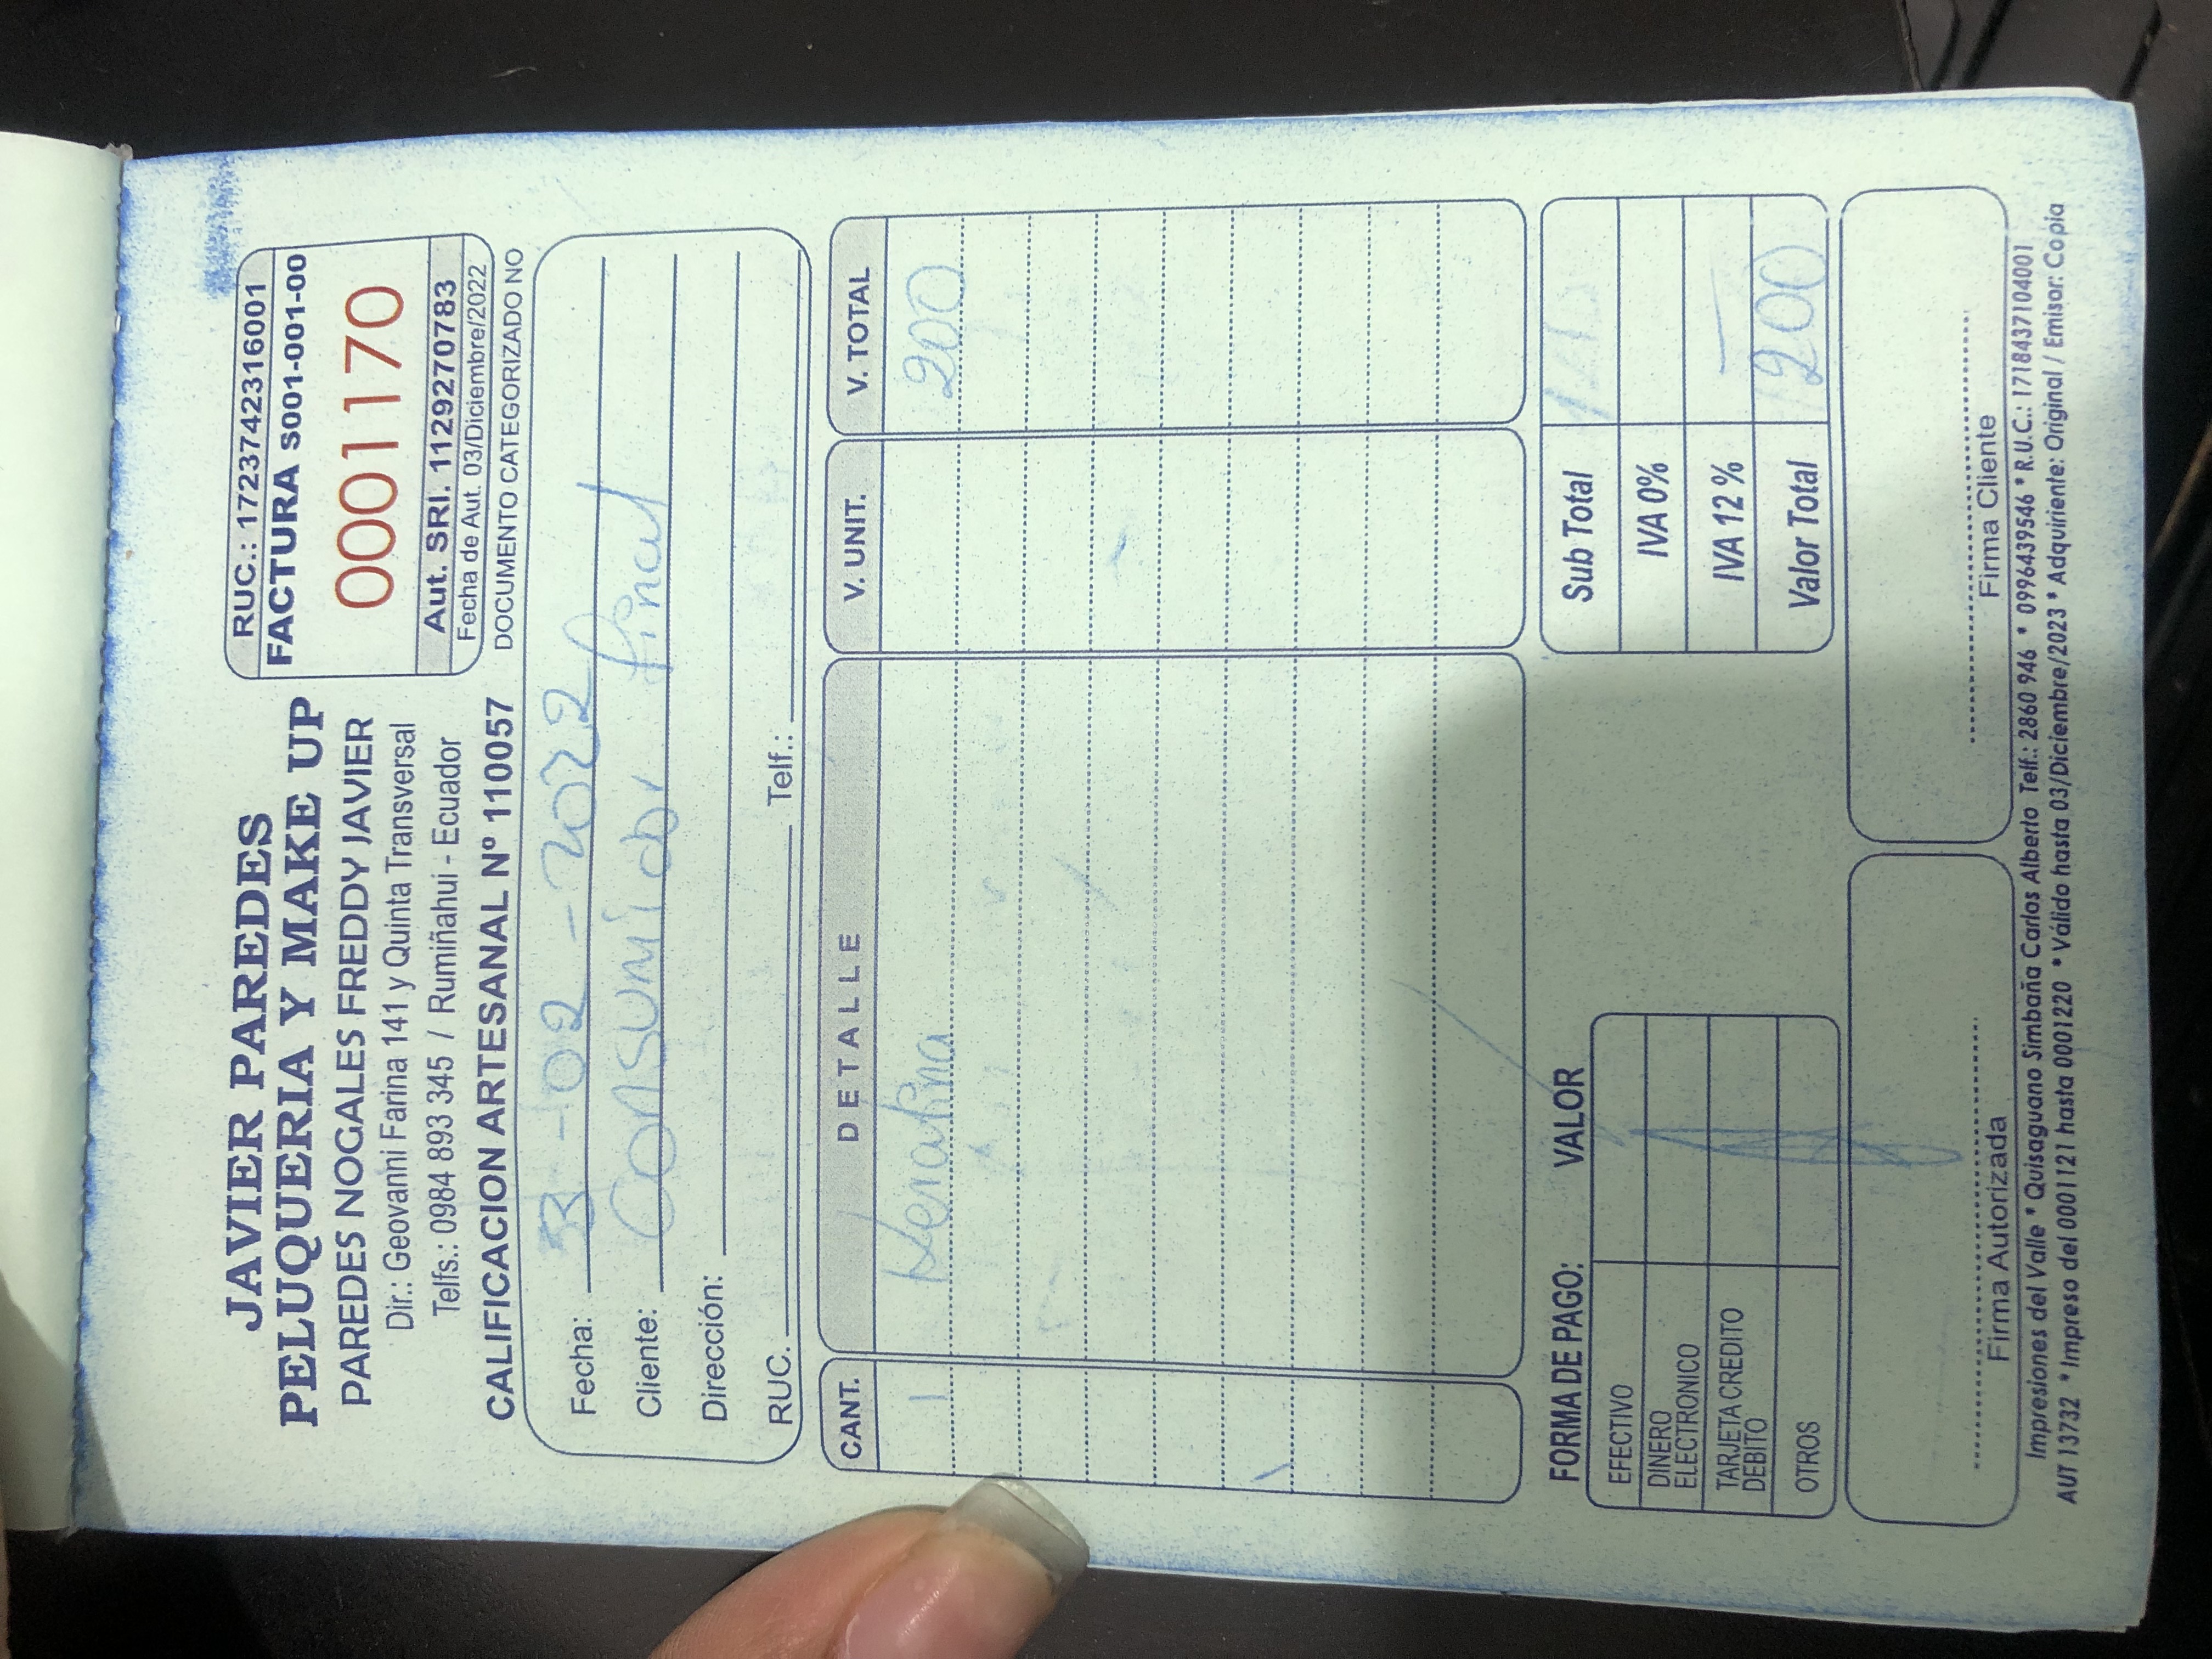 JAVIER PAREDES
PELUQUERIA Y MAKE UP
PAREDES NOGALES FREDDY JAVIER
Dir.: Geovanni Farina 141 y Quinta Transversal
Telfs.: 0984 893 345 / Rumiñahui - Ecuador
CALIFICACION ARTESANAL Nº 110057
RUC.: 1723742316001
FACTURA S001-001-00
0001170
Aut. SRI. 1129270783
Fecha de Aut. 03/Diciembre/2022
DOCUMENTO CATEGORIZADO NO
Fecha: 3 - 02 - 2022
Cliente: Consumidor final
Dirección:
RUC. Telf.:
CANT. DETALLE V. UNIT. V. TOTAL
1 Keratina 200
FORMA DE PAGO: VALOR
EFECTIVO
DINERO
ELECTRONICO
TARJETA CREDITO
DEBITO
OTROS
Sub Total
IVA 0%
IVA 12 % —
Valor Total 200
Firma Autorizada
Firma Cliente
Impresiones del Valle * Quisaguano Simbaña Carlos Alberto Telf.: 2860 946 * 0996439546 * R.U.C.: 1718437104001
AUT 13732 * Impreso del 0001121 hasta 0001220 * Válido hasta 03/Diciembre/2023 * Adquiriente: Original / Emisor: Copia